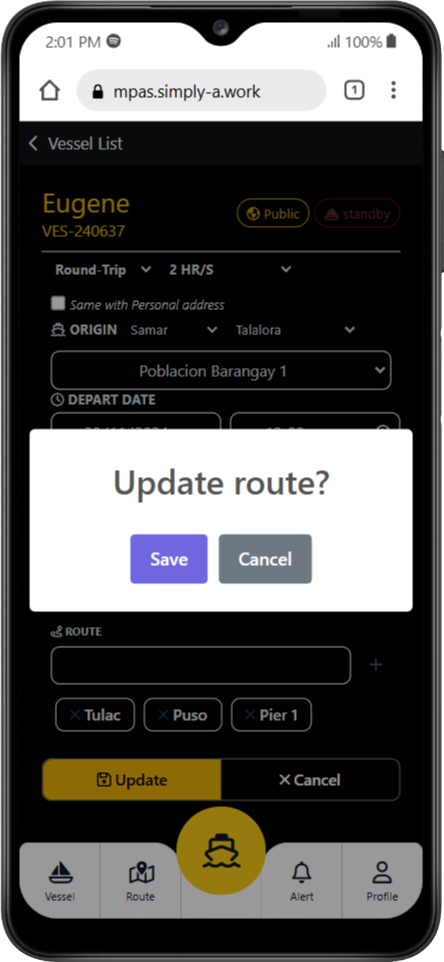 2:01 PM
100%
mpas.simply-a.work
1
Vessel List
Eugene
Public
standby
VES-240637
Round-Trip
2 HR/S
Same with Personal address
ORIGIN
Samar
Talalora
Poblacion Barangay 1
DEPART DATE
Update route?
Save
Cancel
ROUTE
Tulac
Puso
Pier 1
Update
Cancel
Vessel
Route
Alert
Profile